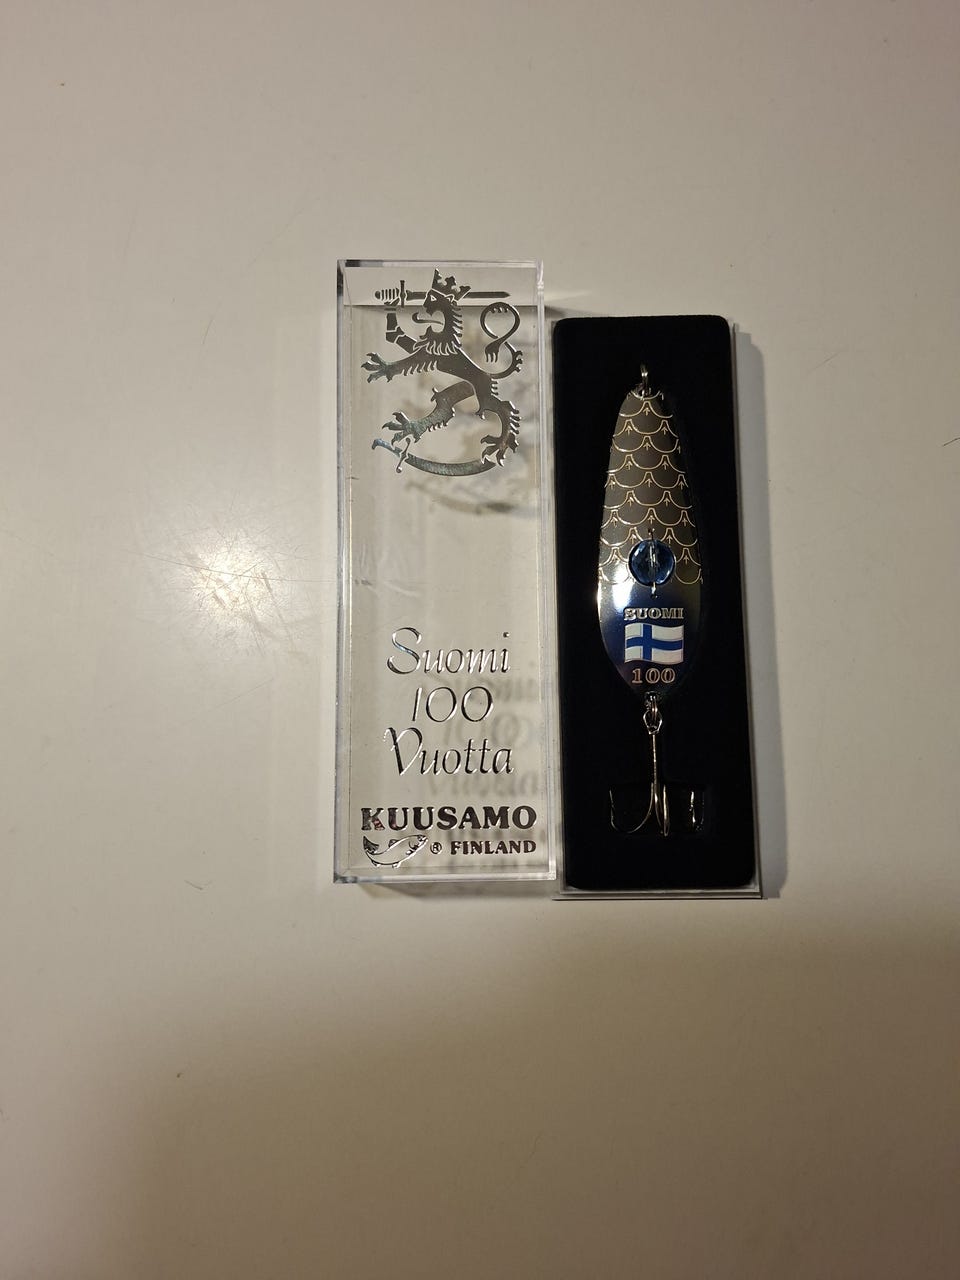 Suomi
100
Vuotta
KUUSAMO
® FINLAND
SUOMI
100